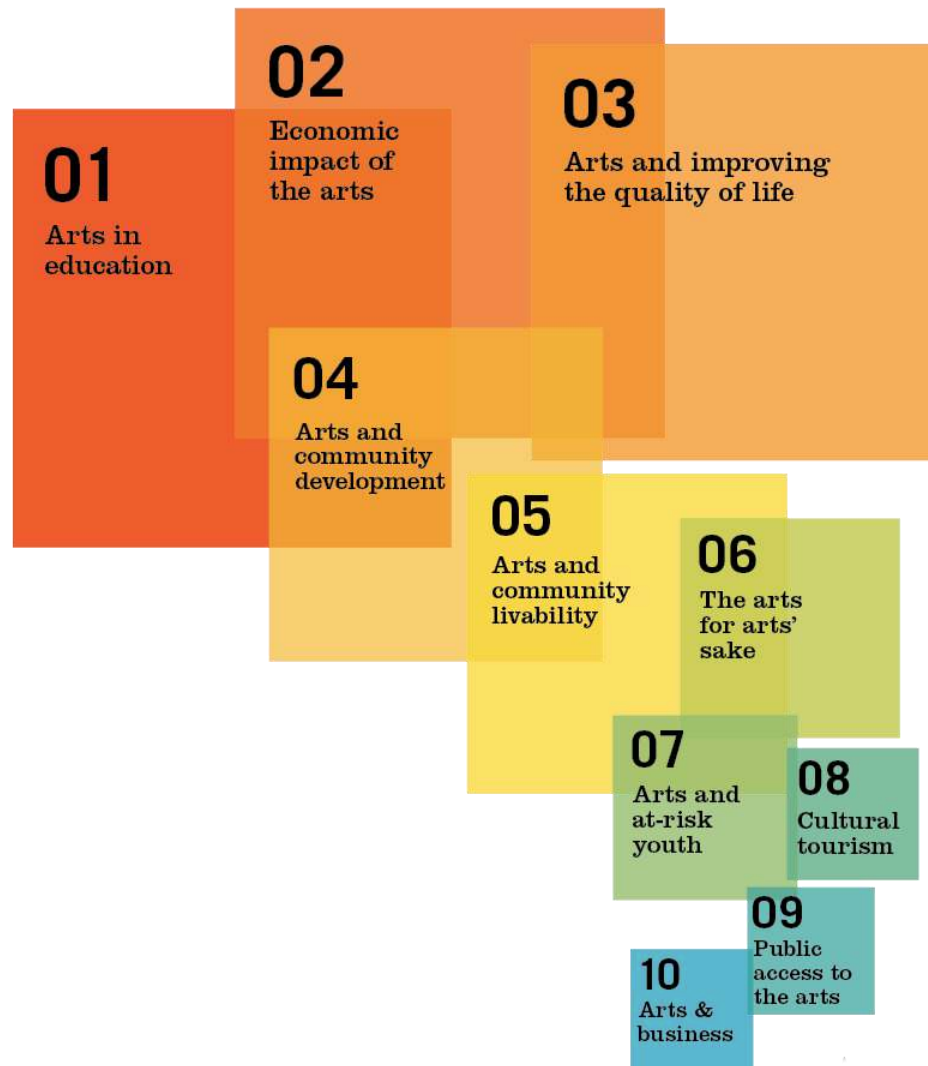 01
Arts in
education
02
Economic
impact of
the arts
03
Arts and improving
the quality of life
04
Arts and
community
development
05
Arts and
community
livability
06
The arts
for arts’
sake
07
Arts and
at-risk
youth
08
Cultural
tourism
09
Public
access to
the arts
10
Arts &
business